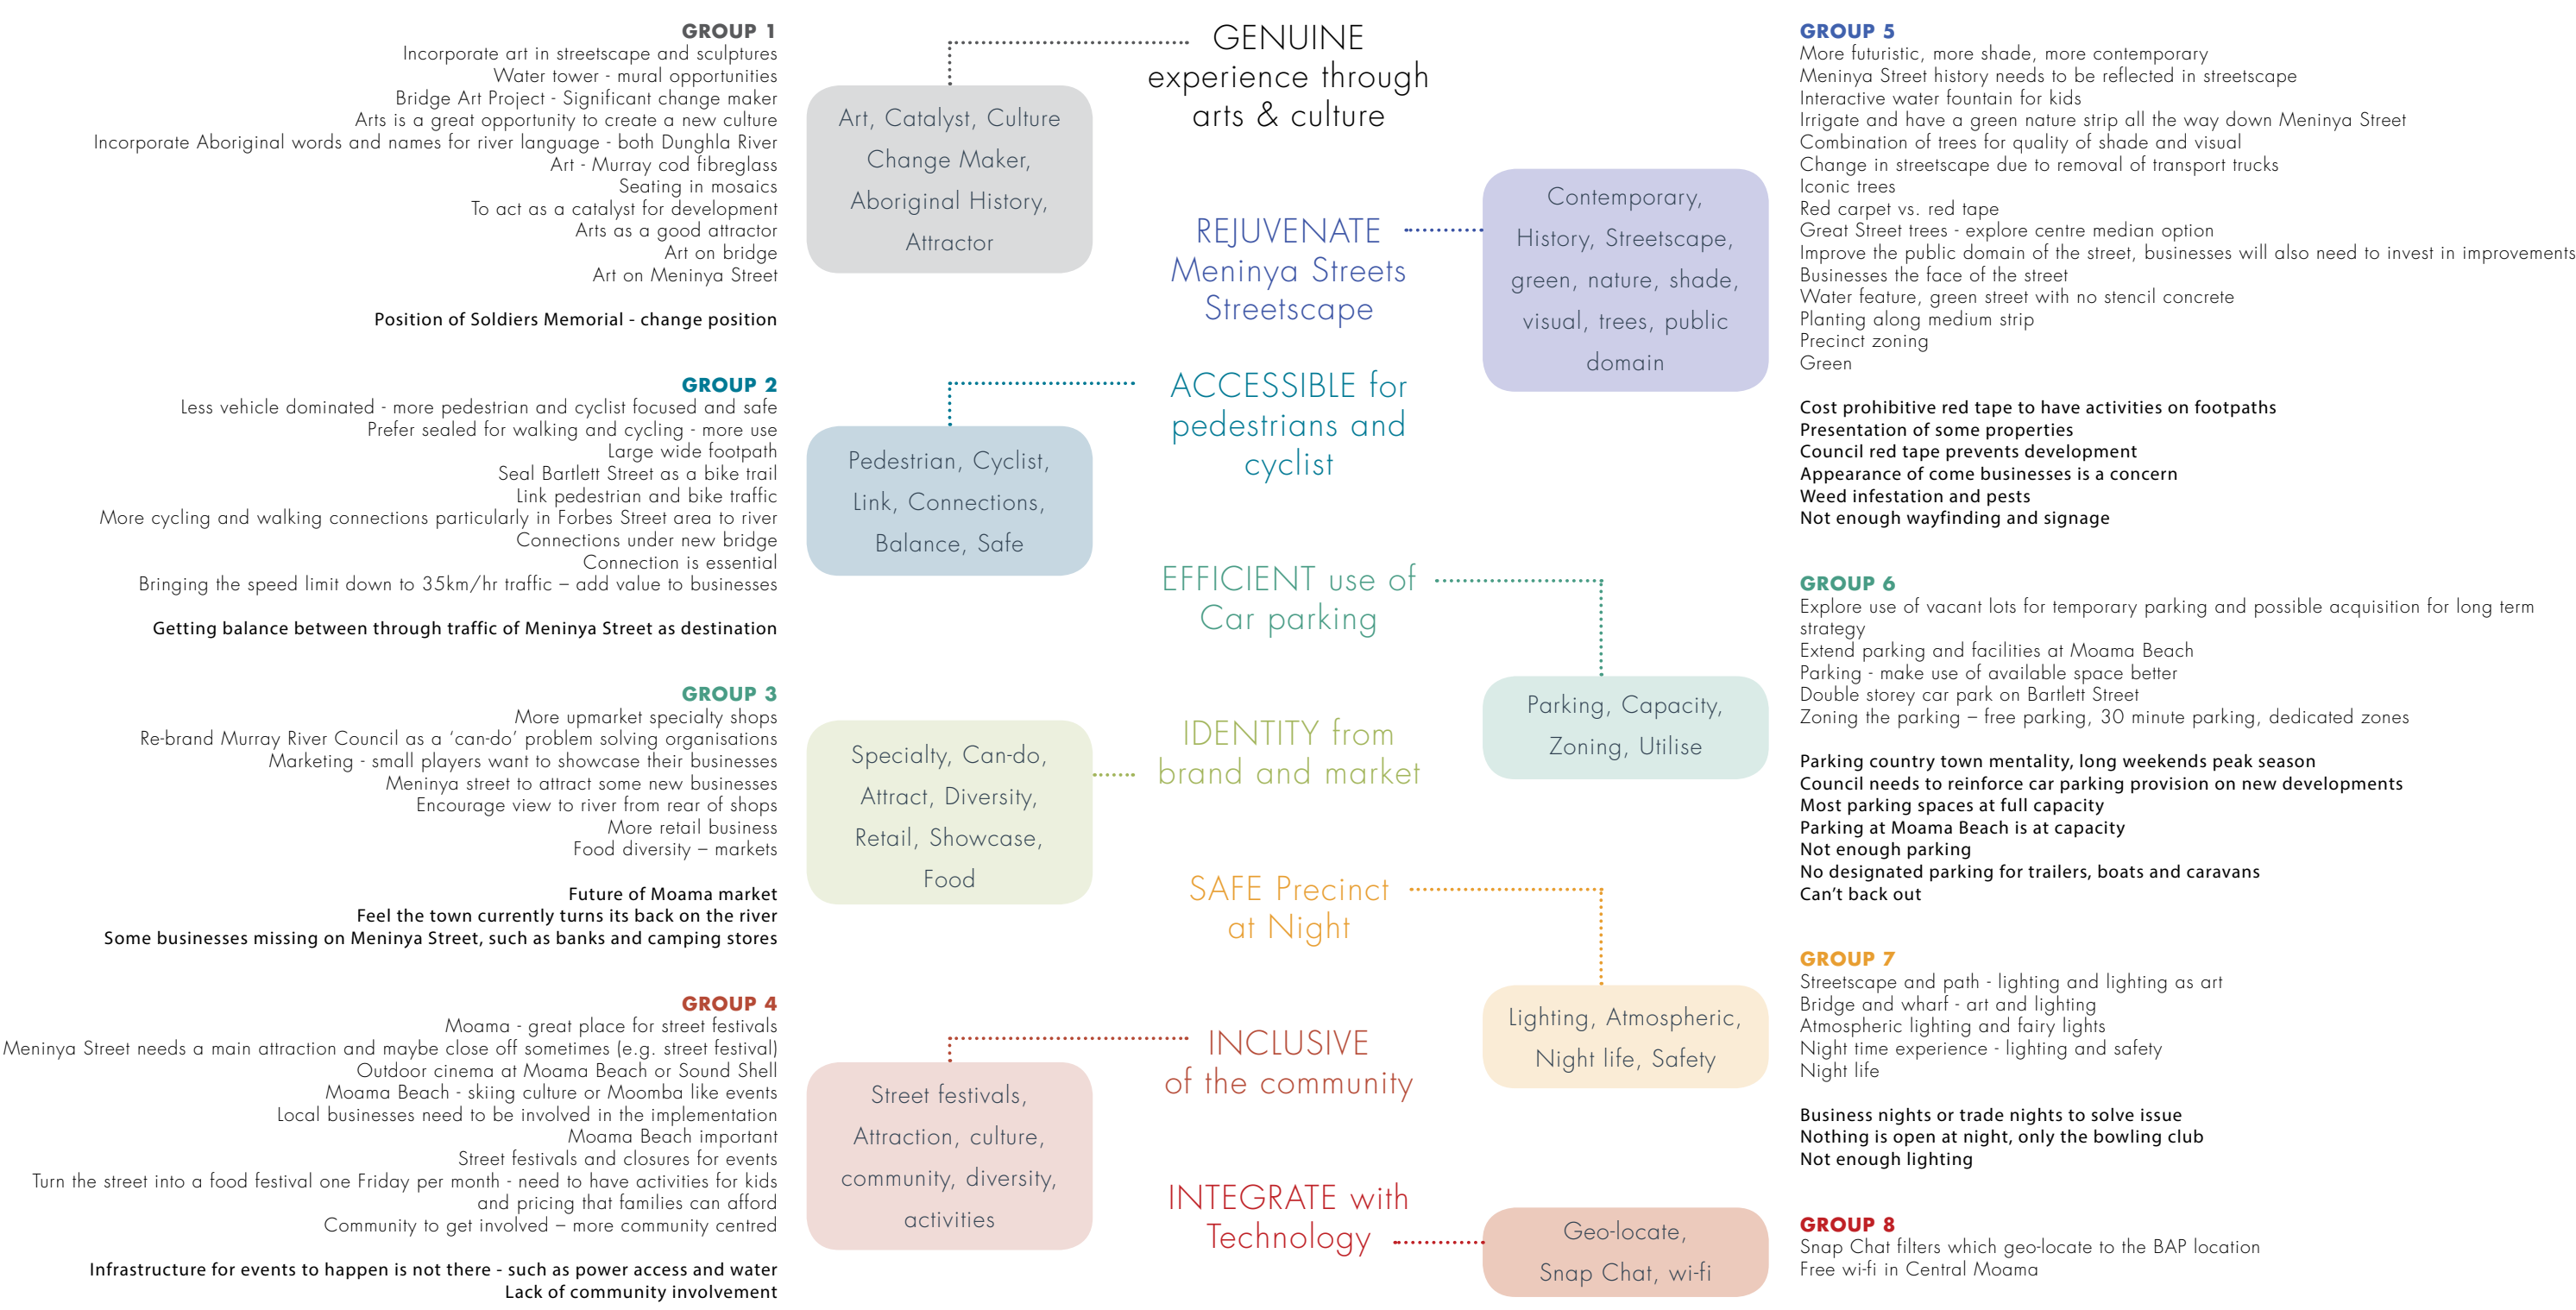 GROUP 1
Incorporate art in streetscape and sculptures
Water tower - mural opportunities
Bridge Art Project - Significant change maker
Arts is a great opportunity to create a new culture
Incorporate Aboriginal words and names for river language - both Dunghla River
Art - Murray cod fibreglass
Seating in mosaics
To act as a catalyst for development
Arts as a good attractor
Art on bridge
Art on Meninya Street
Position of Soldiers Memorial - change position
GROUP 2
Less vehicle dominated - more pedestrian and cyclist focused and safe
Prefer sealed for walking and cycling - more use
Large wide footpath
Seal Bartlett Street as a bike trail
Link pedestrian and bike traffic
More cycling and walking connections particularly in Forbes Street area to river
Connections under new bridge
Connection is essential
Bringing the speed limit down to 35km/hr traffic – add value to businesses
Getting balance between through traffic of Meninya Street as destination
GROUP 3
More upmarket specialty shops
Re-brand Murray River Council as a ‘can-do’ problem solving organisations
Marketing - small players want to showcase their businesses
Meninya street to attract some new businesses
Encourage view to river from rear of shops
More retail business
Food diversity – markets
Future of Moama market
Feel the town currently turns its back on the river
Some businesses missing on Meninya Street, such as banks and camping stores
GROUP 4
Moama - great place for street festivals
Meninya Street needs a main attraction and maybe close off sometimes (e.g. street festival)
Outdoor cinema at Moama Beach or Sound Shell
Moama Beach - skiing culture or Moomba like events
Local businesses need to be involved in the implementation
Moama Beach important
Street festivals and closures for events
Turn the street into a food festival one Friday per month - need to have activities for kids
and pricing that families can afford
Community to get involved – more community centred
Infrastructure for events to happen is not there - such as power access and water
Lack of community involvement
Art, Catalyst, Culture
Change Maker,
Aboriginal History,
Attractor
Pedestrian, Cyclist,
Link, Connections,
Balance, Safe
Specialty, Can-do,
Attract, Diversity,
Retail, Showcase,
Food
Street festivals,
Attraction, culture,
community, diversity,
activities
GENUINE
experience through
arts & culture
REJUVENATE
Meninya Streets
Streetscape
ACCESSIBLE for
pedestrians and
cyclist
EFFICIENT use of
Car parking
IDENTITY from
brand and market
SAFE Precinct
at Night
INCLUSIVE
of the community
INTEGRATE with
Technology
Contemporary,
History, Streetscape,
green, nature, shade,
visual, trees, public
domain
Parking, Capacity,
Zoning, Utilise
Lighting, Atmospheric,
Night life, Safety
Geo-locate,
Snap Chat, wi-fi
GROUP 5
More futuristic, more shade, more contemporary
Meninya Street history needs to be reflected in streetscape
Interactive water fountain for kids
Irrigate and have a green nature strip all the way down Meninya Street
Combination of trees for quality of shade and visual
Change in streetscape due to removal of transport trucks
Iconic trees
Red carpet vs. red tape
Great Street trees - explore centre median option
Improve the public domain of the street, businesses will also need to invest in improvements
Businesses the face of the street
Water feature, green street with no stencil concrete
Planting along medium strip
Precinct zoning
Green
Cost prohibitive red tape to have activities on footpaths
Presentation of some properties
Council red tape prevents development
Appearance of come businesses is a concern
Weed infestation and pests
Not enough wayfinding and signage
GROUP 6
Explore use of vacant lots for temporary parking and possible acquisition for long term
strategy
Extend parking and facilities at Moama Beach
Parking - make use of available space better
Double storey car park on Bartlett Street
Zoning the parking – free parking, 30 minute parking, dedicated zones
Parking country town mentality, long weekends peak season
Council needs to reinforce car parking provision on new developments
Most parking spaces at full capacity
Parking at Moama Beach is at capacity
Not enough parking
No designated parking for trailers, boats and caravans
Can’t back out
GROUP 7
Streetscape and path - lighting and lighting as art
Bridge and wharf - art and lighting
Atmospheric lighting and fairy lights
Night time experience - lighting and safety
Night life
Business nights or trade nights to solve issue
Nothing is open at night, only the bowling club
Not enough lighting
GROUP 8
Snap Chat filters which geo-locate to the BAP location
Free wi-fi in Central Moama